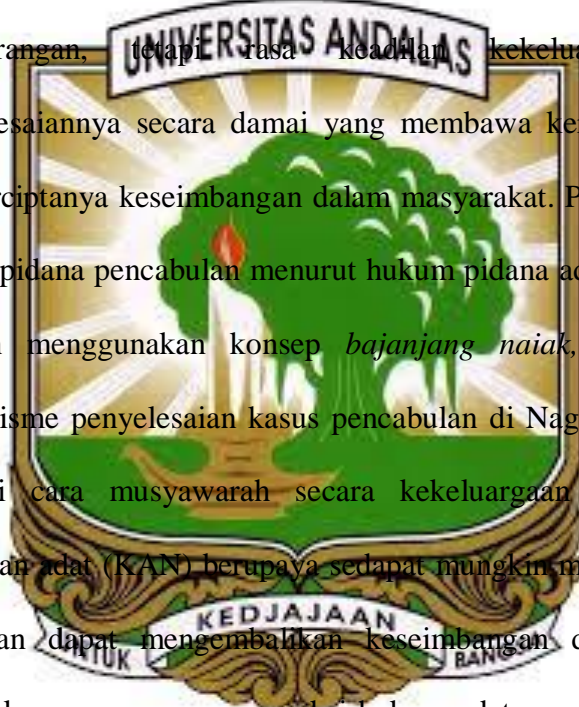 rangan, tetapi rasa keadilan kekelua
UNIVERSITAS ANDALAS
esaiannya secara damai yang membawa
rciptanya keseimbangan dalam masyarakat. P
pidana pencabulan menurut hukum pidana
menggunakan konsep bajanjang naiak,
isme penyelesaian kasus pencabulan di Nag
i cara musyawarah secara kekeluargaan
an adat (KAN) berupaya sedapat mungkin m
KEDJAJAAN
an dapat mengembalikan keseimbangan d
UNTUK BANGSA